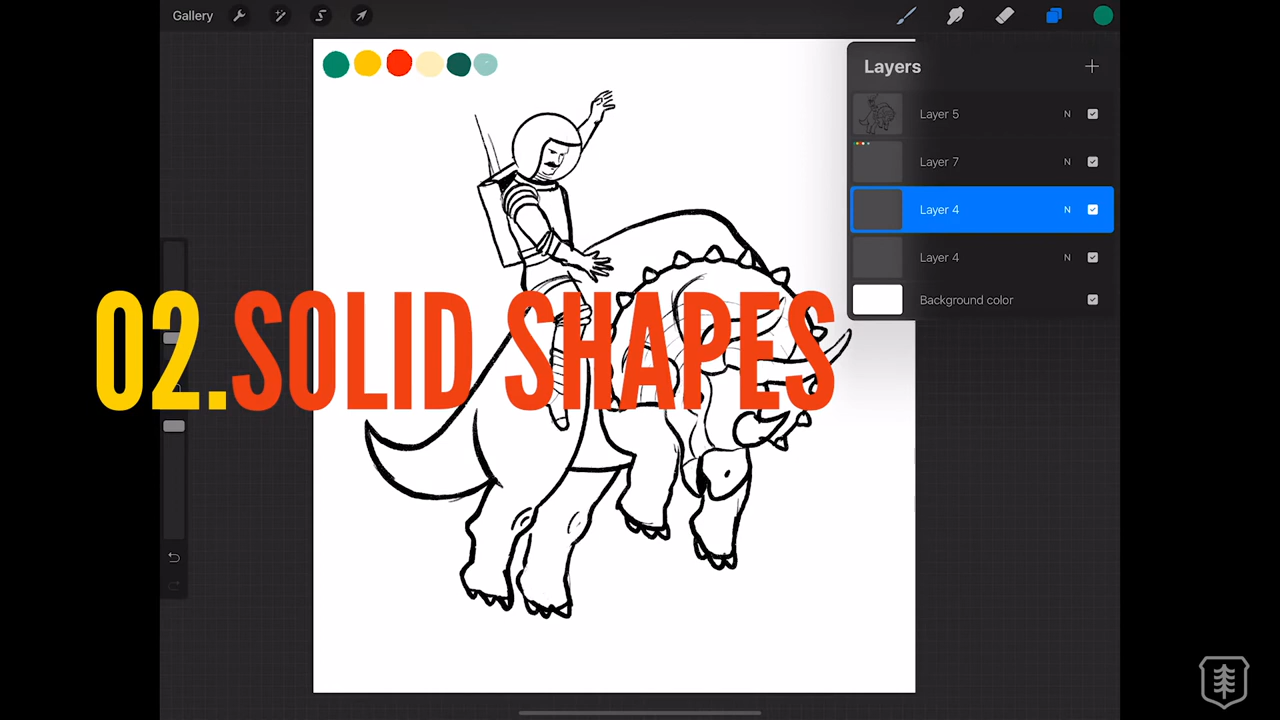 Gallery
Layers
Layer 5 N
Layer 7 N
Layer 4 N
Layer 4 N
Background color
02.SOLID SHAPES